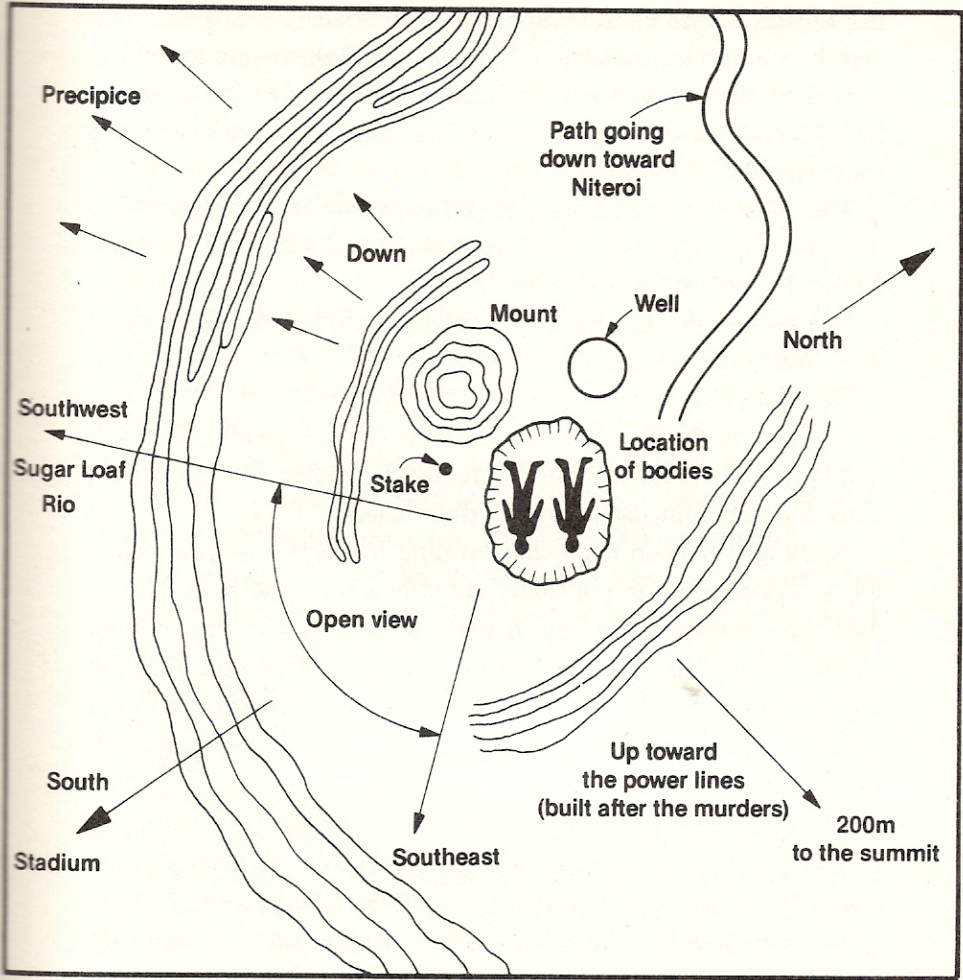 Precipice
Path going
down toward
Niteroi
Down
Well
Mount
North
Southwest
Sugar Loaf
Rio
Location
of bodies
Stake
Open view
Up toward
the power lines
(built after the murders)
South
Stadium
Southeast
200m
to the summit